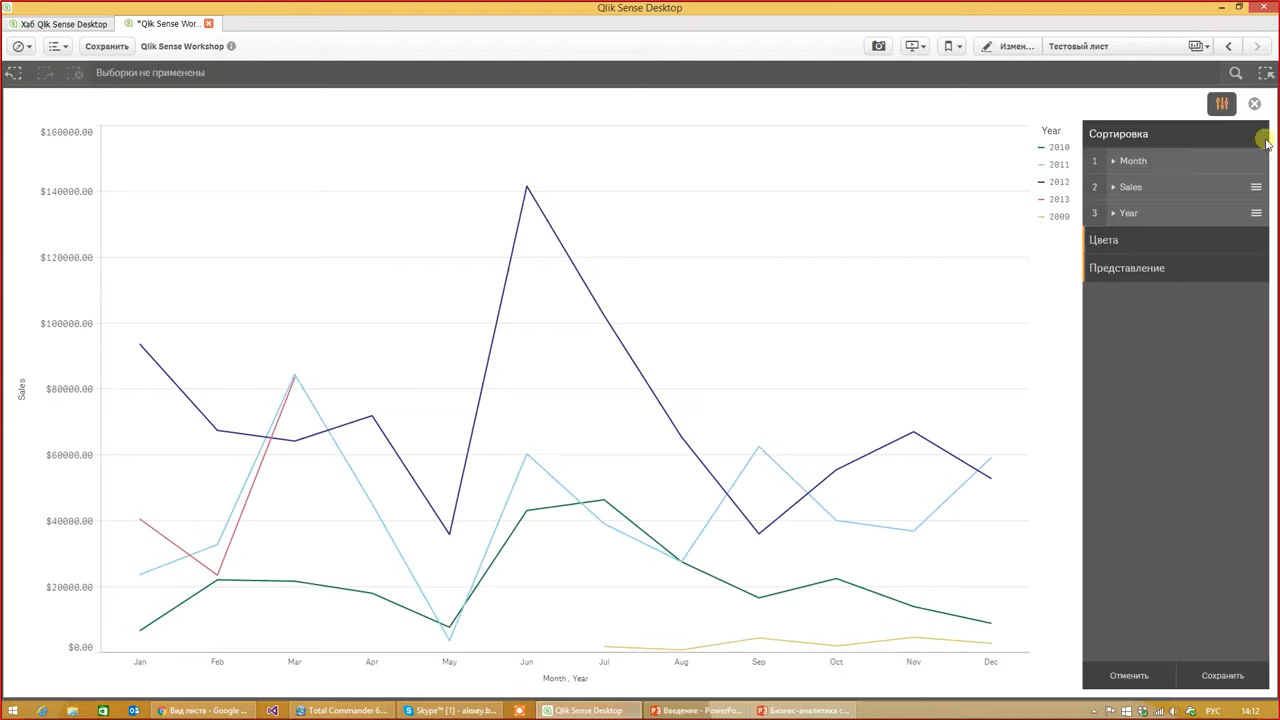 Qlik Sense Desktop
Хаб Qlik Sense Desktop
*Qlik Sense Wor...
Сохранить
Qlik Sense Workshop
Измен...
Тестовый лист
Выборки не применены
$160000.00
$140000.00
$120000.00
$100000.00
$80000.00
$60000.00
$40000.00
$20000.00
$0.00
Sales
Jan Feb Mar Apr May Jun Jul Aug Sep Oct Nov Dec
Month , Year
Year
2010
2011
2012
2013
2009
Сортировка
1 Month
2 Sales
3 Year
Цвета
Представление
Отменить
Сохранить
Вид листа - Google ...
Total Commander 6....
Skype™ [1] - alexey.b...
Qlik Sense Desktop
Введение - PowerPo...
Бизнес-аналитика с...
РУС
14:12